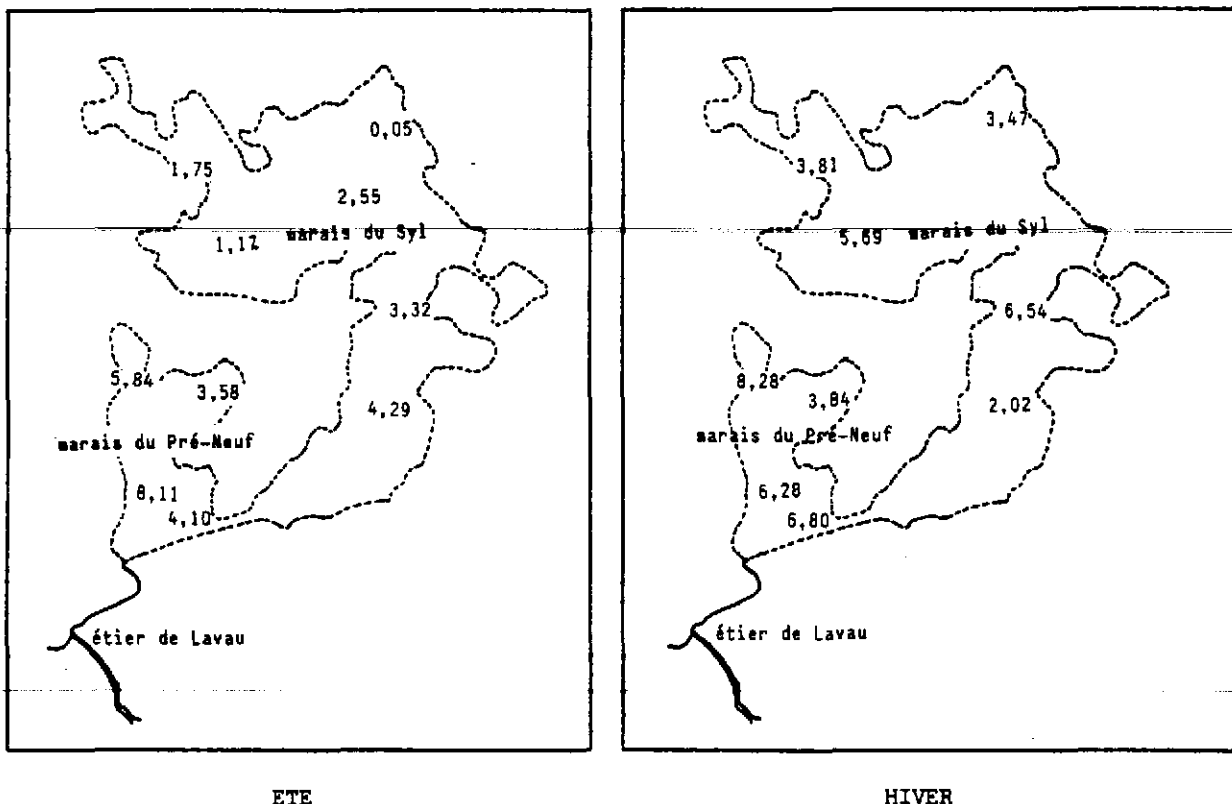 0,05
1,75
2,55
1,12 marais du Syl
3,32
5,84
3,58
4,29
marais du Pré-Neuf
8,11
4,10
étier de Lavau
ETE
3,47
3,81
5,69 marais du Syl
6,54
8,28
3,84
2,02
marais du Pré-Neuf
6,28
6,80
étier de Lavau
HIVER